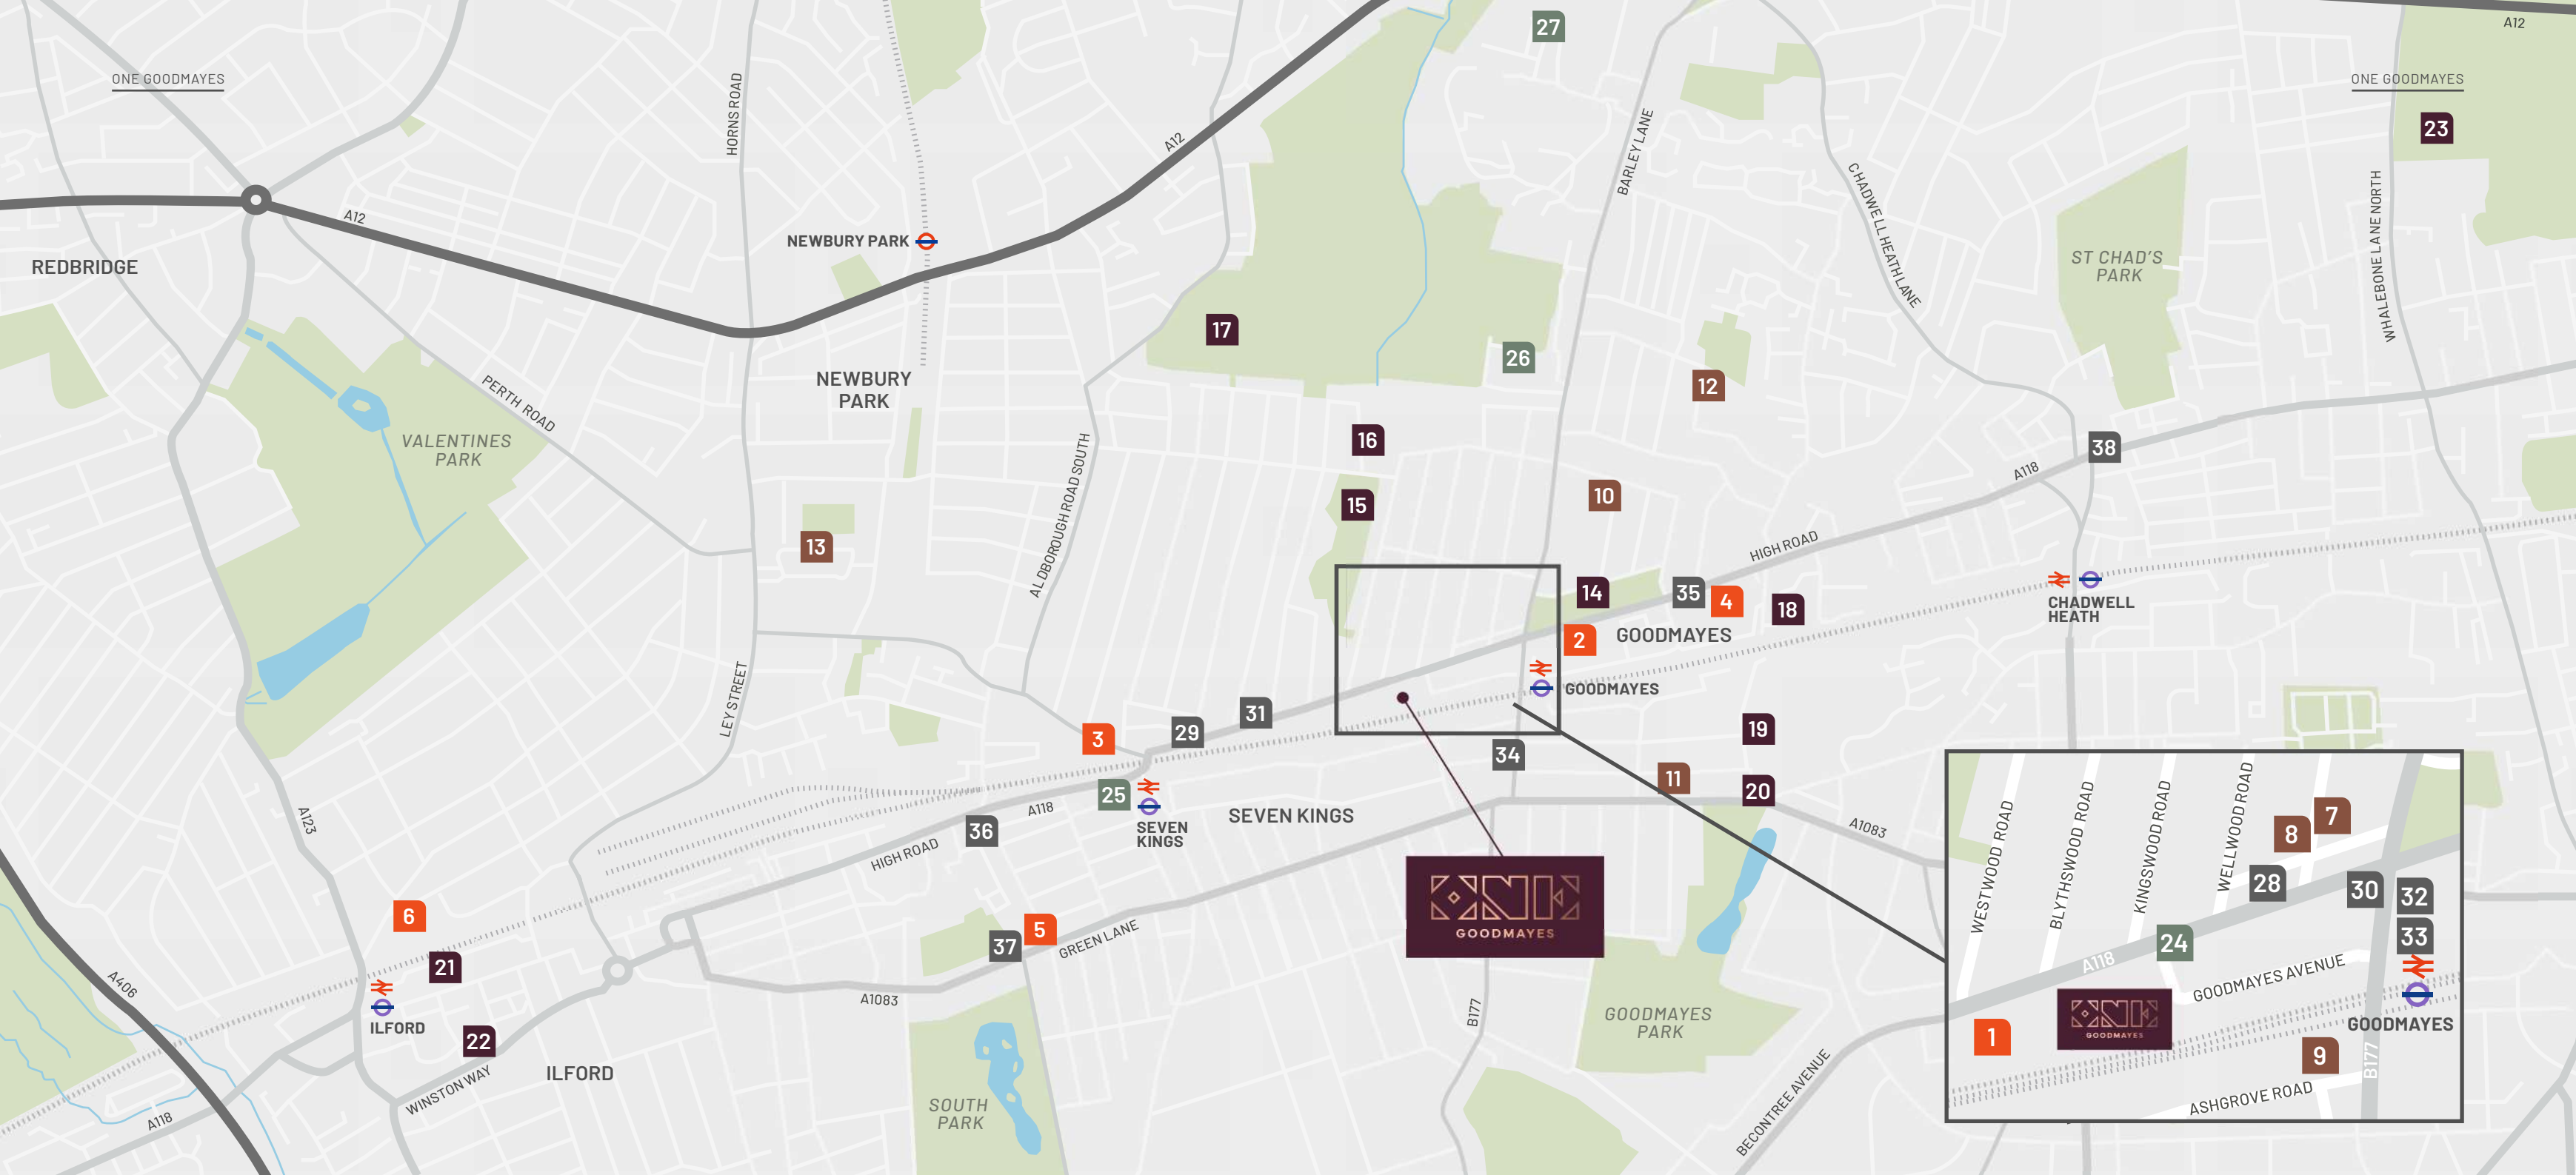 27
A12
ONE GOODMAYES
ONE GOODMAYES
HORNS ROAD
A12
BARLEY LANE
23
CHADWELL HEATH LANE
WHALEBONE LANE NORTH
A12
NEWBURY PARK
REDBRIDGE
ST CHAD'S
PARK
17
26
NEWBURY
PARK
12
PERTH ROAD
VALENTINES
PARK
16
38
A118
ALDBOROUGH ROAD SOUTH
15
10
13
HIGH ROAD
14
35
4
18
CHADWELL
HEATH
2
GOODMAYES
GOODMAYES
LEY STREET
31
29
3
19
34
11
20
25
SEVEN
KINGS
SEVEN KINGS
A118
36
HIGH ROAD
A123
A1083
ONE
GOODMAYES
6
5
37
GREEN LANE
21
A406
A1083
ILFORD
B177
GOODMAYES
PARK
22
ILFORD
WINSTON WAY
A118
SOUTH
PARK
BECONTREE AVENUE
WESTWOOD ROAD
BLYTHSWOOD ROAD
KINGSWOOD ROAD
WELLWOOD ROAD
7
8
28
30
32
33
24
A118
GOODMAYES AVENUE
ONE
GOODMAYES
1
GOODMAYES
9
B177
ASHGROVE ROAD